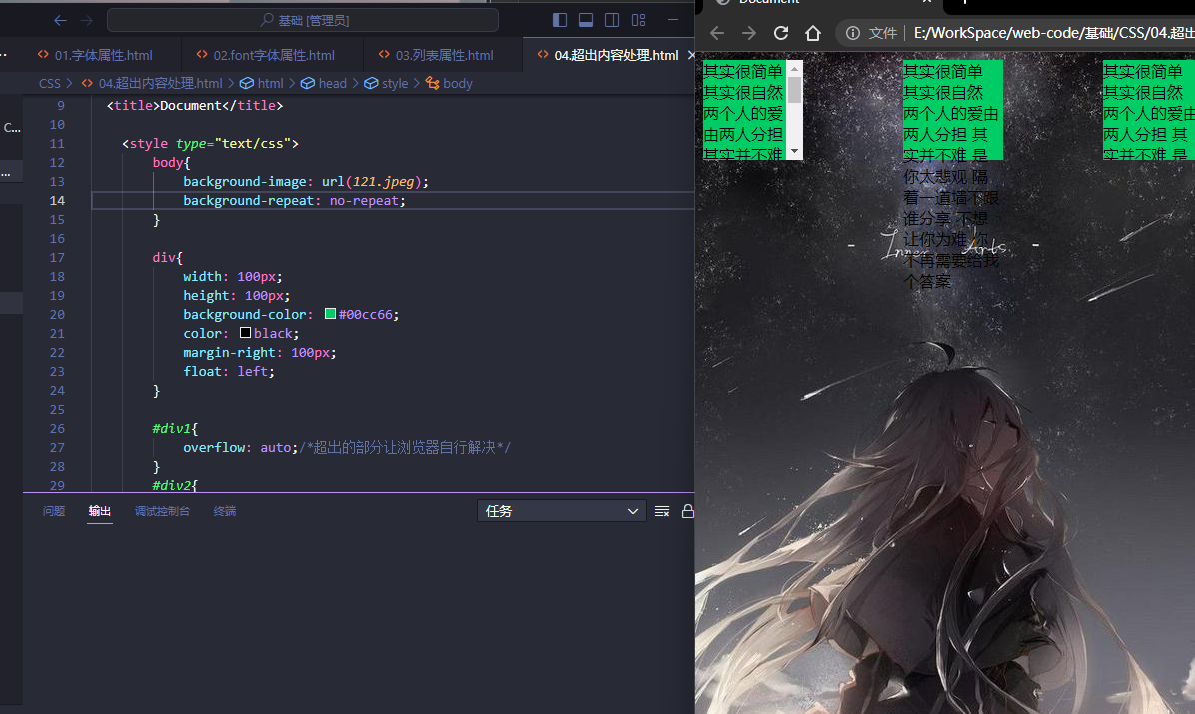 基础 [管理员]
01.字体属性.html
02.font字体属性.html
03.列表属性.html
04.超出内容处理.html
CSS > 04.超出内容处理.html > html > head > style > body
C...
...
9 <title>Document</title>
10
11 <style type="text/css">
12 body{
13 background-image: url(121.jpeg);
14 background-repeat: no-repeat;
15 }
16
17 div{
18 width: 100px;
19 height: 100px;
20 background-color: #00cc66;
21 color: black;
22 margin-right: 100px;
23 float: left;
24 }
25
26 #div1{
27 overflow: auto;/*超出的部分让浏览器自行解决*/
28 }
29 #div2{
问题 输出 调试控制台 终端
任务
Document
文件 E:/WorkSpace/web-code/基础/CSS/04.超出
其实很简单
其实很自然
两个人的爱
由两人分担
其实并不难
其实很简单
其实很自然
两个人的爱由
两人分担 其
实并不难 是
你太悲观 隔
着一道墙不跟
谁分享 不想
让你为难 你
不再需要给我
个答案
其实很简单
其实很自然
两个人的爱由
两人分担 其
实并不难 是
- Inner Arts -